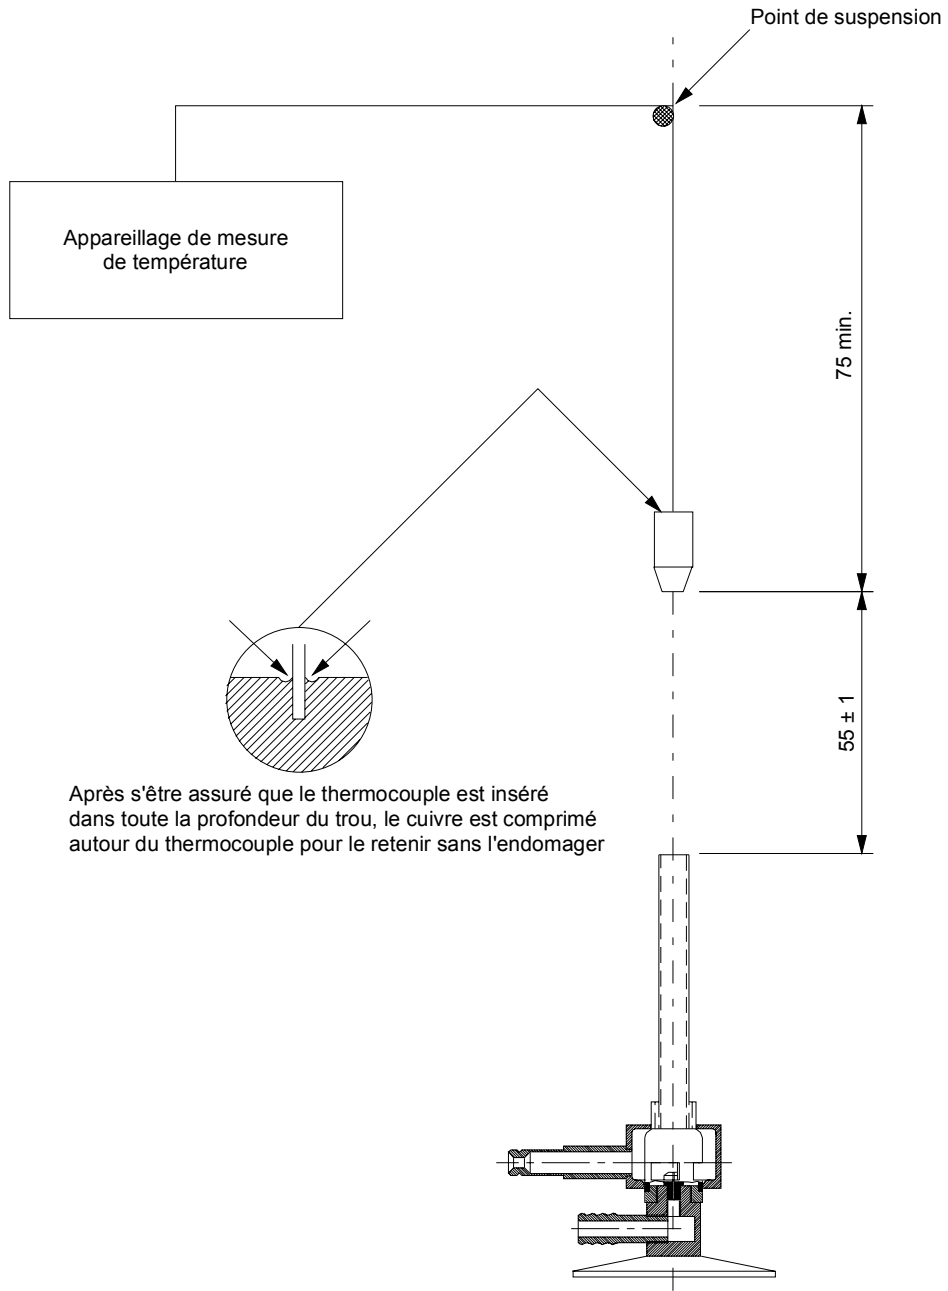 Point de suspension
Appareillage de mesure
de température
75 min.
55 ± 1
Après s'être assuré que le thermocouple est inséré
dans toute la profondeur du trou, le cuivre est comprimé
autour du thermocouple pour le retenir sans l'endomager